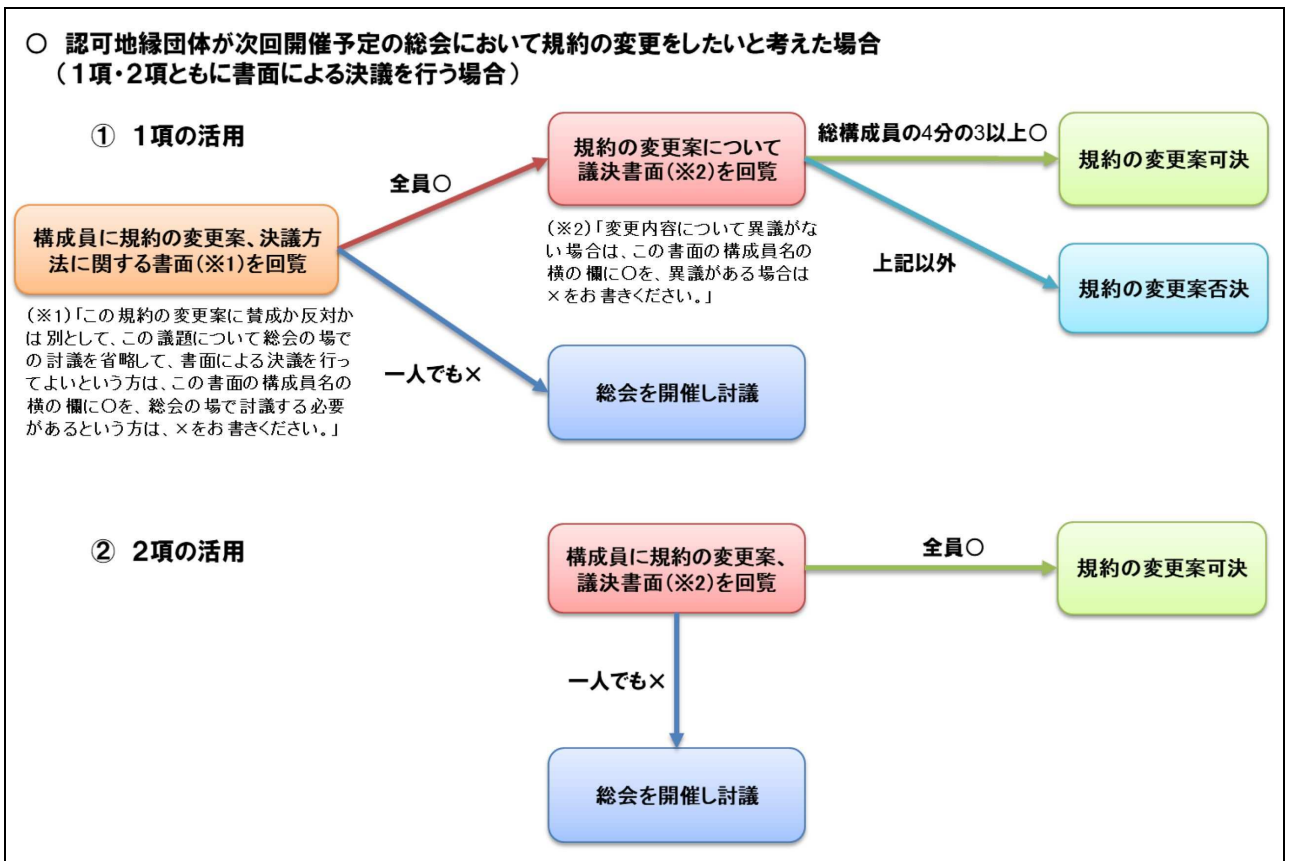 ○ 認可地縁団体が次回開催予定の総会において規約の変更をしたいと考えた場合
（1項・2項ともに書面による決議を行う場合）
① 1項の活用
構成員に規約の変更案、決議方
法に関する書面(※1)を回覧
(※1)「この規約の変更案に賛成か反対か
は別として、この議題について総会の場で
の討議を省略して、書面による決議を行っ
てよいという方は、この書面の構成員名の
横の欄に○を、総会の場で討議する必要
があるという方は、×をお書きください。」
全員○
一人でも×
規約の変更案について
議決書面(※2)を回覧
(※2)「変更内容について異議がな
い場合は、この書面の構成員名の
横の欄に○を、異議がある場合は
×をお書きください。」
総会を開催し討議
総構成員の4分の3以上○
上記以外
規約の変更案可決
規約の変更案否決
② 2項の活用
構成員に規約の変更案、
議決書面(※2)を回覧
全員○
規約の変更案可決
一人でも×
総会を開催し討議